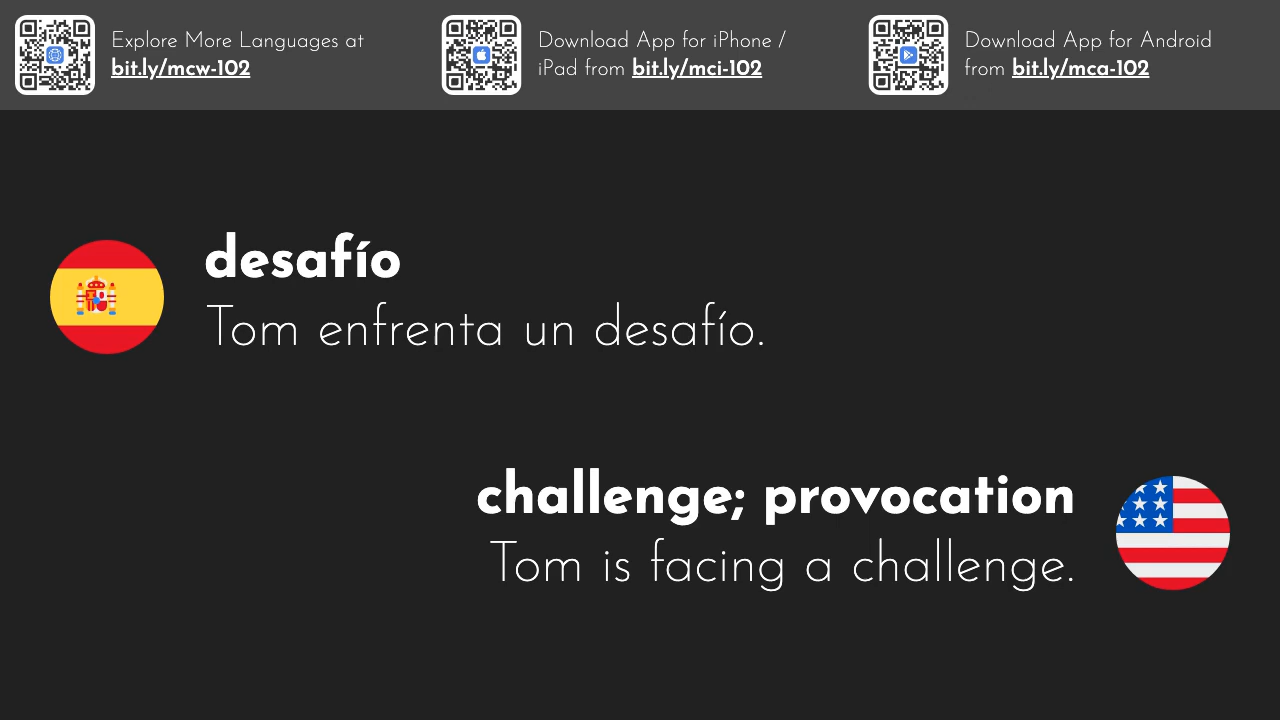 Explore More Languages at
bit.ly/mcw-102
Download App for iPhone /
iPad from bit.ly/mci-102
Download App for Android
from bit.ly/mca-102
desafío
Tom enfrenta un desafío.
challenge; provocation
Tom is facing a challenge.